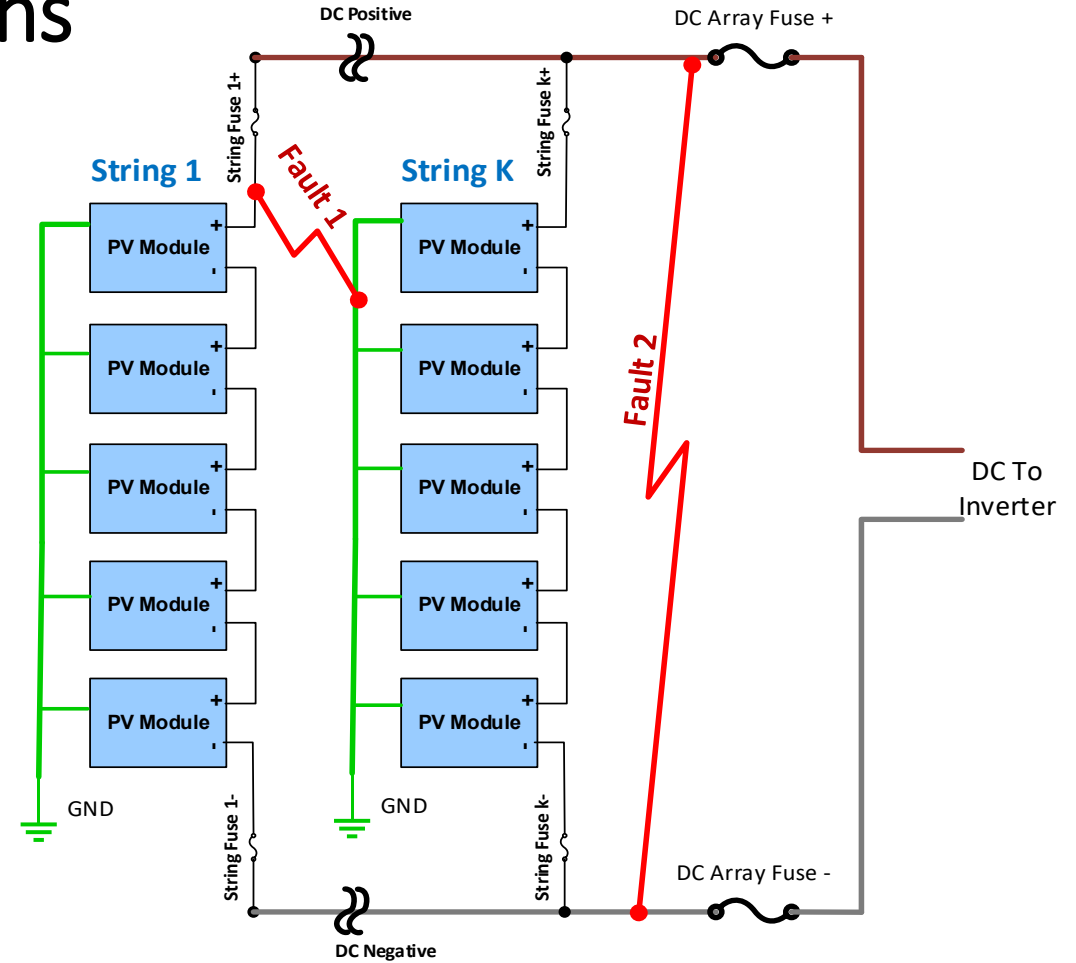 ns
DC Positive
DC Array Fuse +
String Fuse 1+
String Fuse k+
String 1
Fault 1
String K
+
PV Module
-
+
PV Module
-
+
PV Module
-
+
PV Module
-
+
PV Module
-
+
PV Module
-
+
PV Module
-
+
PV Module
-
+
PV Module
-
+
PV Module
-
Fault 2
DC To
Inverter
GND
GND
String Fuse 1-
String Fuse k-
DC Array Fuse -
DC Negative